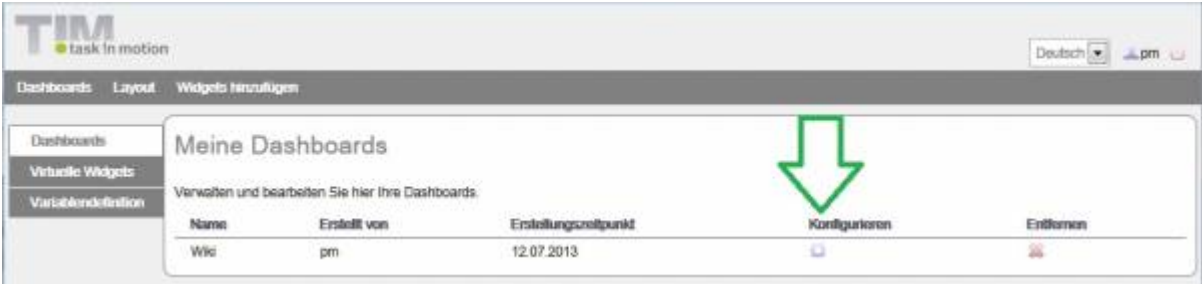 TIM
task in motion
Deutsch pm
Dashboards Layout Widgets hinzufügen
Dashboards
Virtuelle Widgets
Variablendefinition
Meine Dashboards
Verwalten und bearbeiten Sie hier Ihre Dashboards.
Name Erstellt von Erstellungszeitpunkt Konfigurieren Entfernen
Wiki pm 12.07.2013